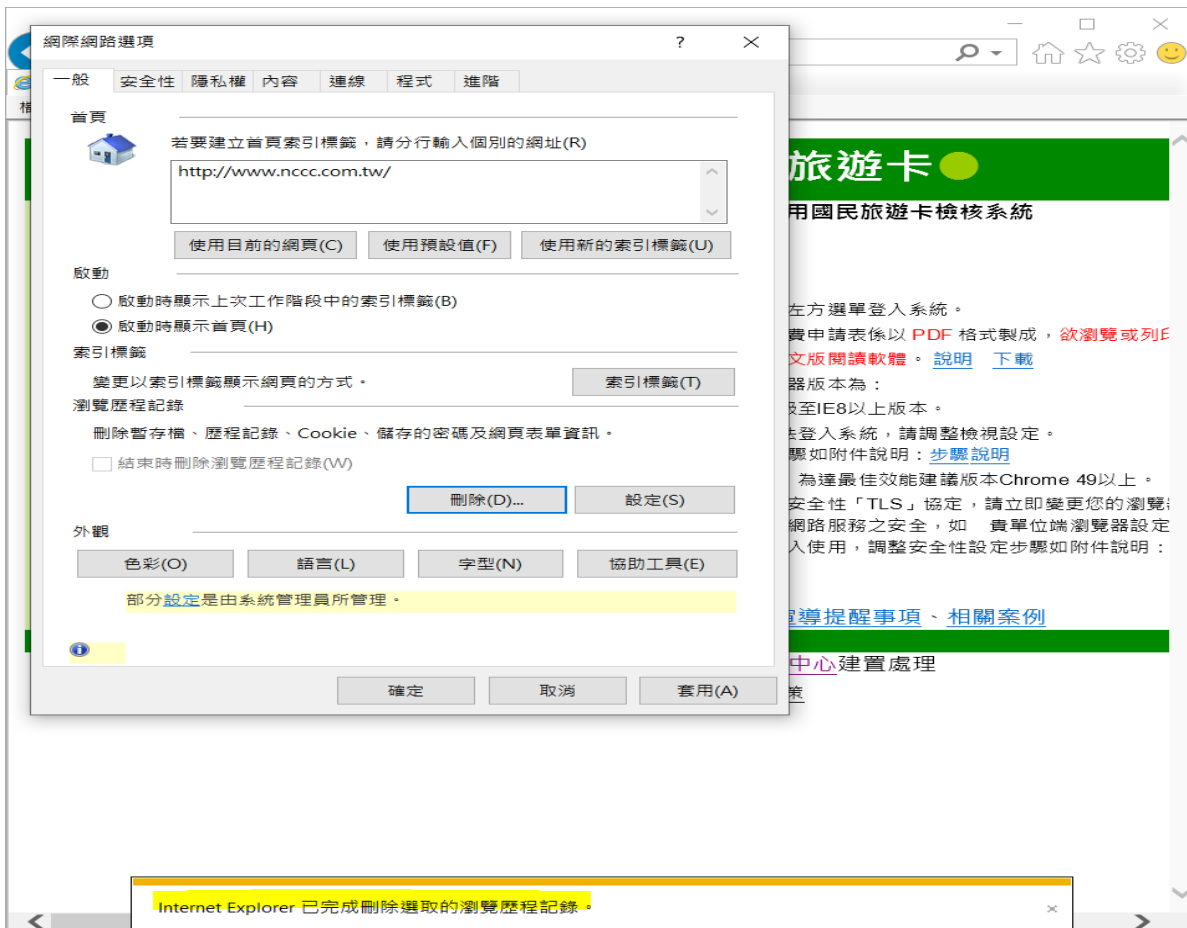 網際網路選項
?
一般 安全性 隱私權 內容 連線 程式 進階
首頁
若要建立首頁索引標籤，請分行輸入個別的網址(R)
http://www.nccc.com.tw/
使用目前的網頁(C) 使用預設值(F) 使用新的索引標籤(U)
啟動
啟動時顯示上次工作階段中的索引標籤(B)
啟動時顯示首頁(H)
索引標籤
變更以索引標籤顯示網頁的方式。 索引標籤(T)
瀏覽歷程記錄
刪除暫存檔、歷程記錄、Cookie、儲存的密碼及網頁表單資訊。
結束時刪除瀏覽歷程記錄(W)
刪除(D)... 設定(S)
外觀
色彩(O) 語言(L) 字型(N) 協助工具(E)
部分設定是由系統管理員所管理。
確定 取消 套用(A)
旅遊卡
用國民旅遊卡檢核系統
左方選單登入系統。
費申請表係以 PDF 格式製成，欲瀏覽或列印
文版閱讀軟體。 說明 下載
器版本為：
至IE8以上版本。
登入系統，請調整檢視設定。
驟如附件說明：步驟說明
為達最佳效能建議版本Chrome 49以上。
安全性「TLS」協定，請立即變更您的瀏覽
網路服務之安全，如 貴單位端瀏覽器設定
入使用，調整安全性設定步驟如附件說明：
導提醒事項、相關案例
中心建置處理
策
Internet Explorer 已完成刪除選取的瀏覽歷程記錄。